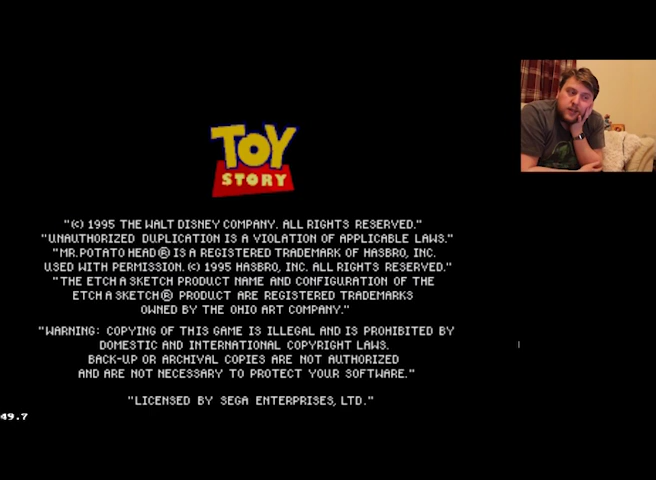 TOY
STORY
"(C) 1995 THE WALT DISNEY COMPANY. ALL RIGHTS RESERVED."
"UNAUTHORIZED DUPLICATION IS A VIOLATION OF APPLICABLE LAWS."
"MR. POTATO HEAD® IS A REGISTERED TRADEMARK OF HASBRO, INC.
USED WITH PERMISSION. (C) 1995 HASBRO, INC. ALL RIGHTS RESERVED."
"THE ETCH A SKETCH PRODUCT NAME AND CONFIGURATION OF THE
ETCH A SKETCH® PRODUCT ARE REGISTERED TRADEMARKS
OWNED BY THE OHIO ART COMPANY."
"WARNING: COPYING OF THIS GAME IS ILLEGAL AND IS PROHIBITED BY
DOMESTIC AND INTERNATIONAL COPYRIGHT LAWS.
BACK-UP OR ARCHIVAL COPIES ARE NOT AUTHORIZED
AND ARE NOT NECESSARY TO PROTECT YOUR SOFTWARE."
"LICENSED BY SEGA ENTERPRISES, LTD."
49.7